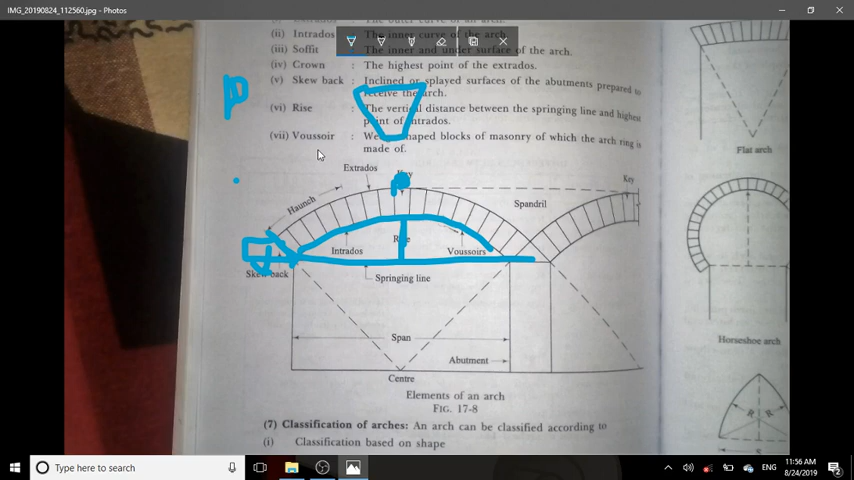 IMG_20190824_112560.jpg - Photos
(ii) Intrados : The inner curve of the arch.
(iii) Soffit : The inner and under surface of the arch.
(iv) Crown : The highest point of the extrados.
(v) Skew back : Inclined or splayed surfaces of the abutments prepared to
receive the arch.
(vi) Rise : The vertical distance between the springing line and highest
point of intrados.
(vii) Voussoir : shaped blocks of masonry of which the arch ring is
made of.
Extrados
Key
Haunch
Spandril
Intrados
Rise
Voussoirs
Skew back
Springing line
Span
Abutment
Centre
Elements of an arch
FIG. 17-8
(7) Classification of arches: An arch can be classified according to
(i) Classification based on shape
Flat arch
Horseshoe arch
R R
S
Type here to search
ENG
11:56 AM
8/24/2019
2